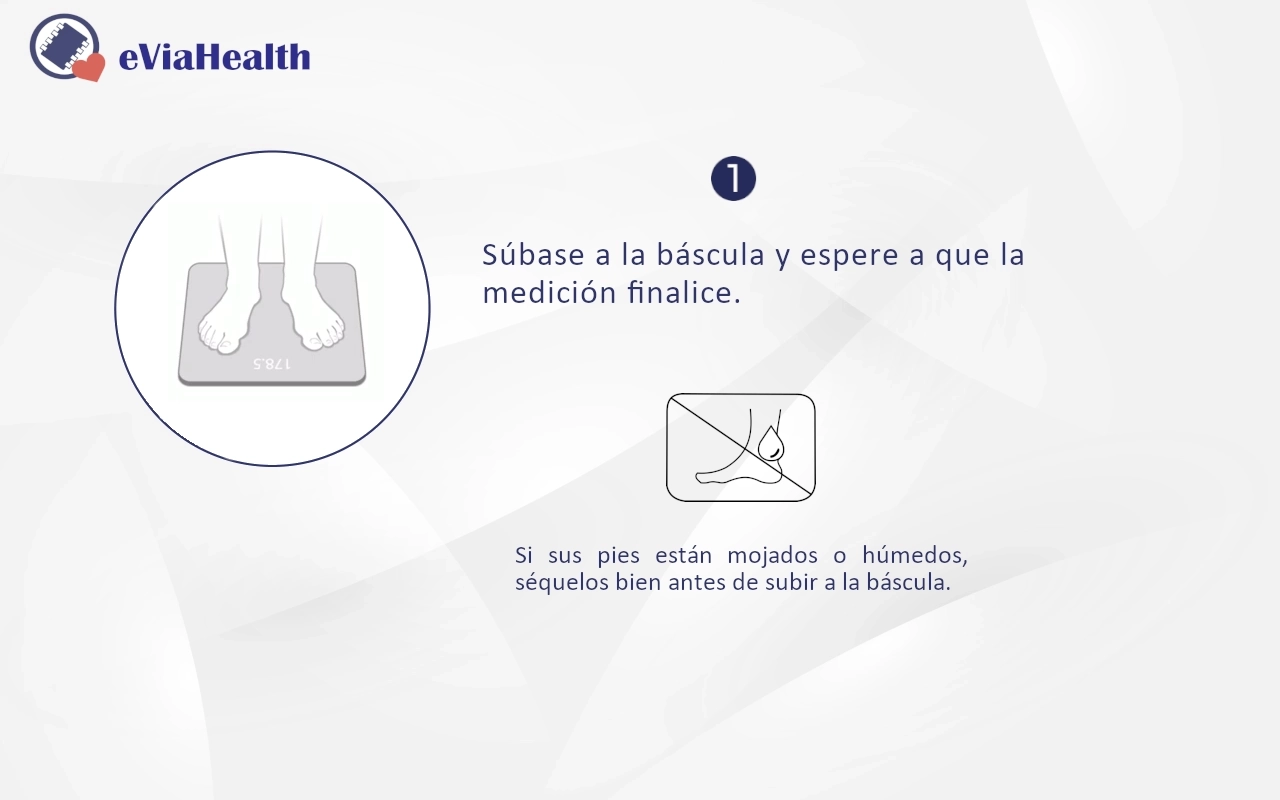 eViaHealth
1
Súbase a la báscula y espere a que la
medición finalice.
178.5
Si sus pies están mojados o húmedos,
séquelos bien antes de subir a la báscula.